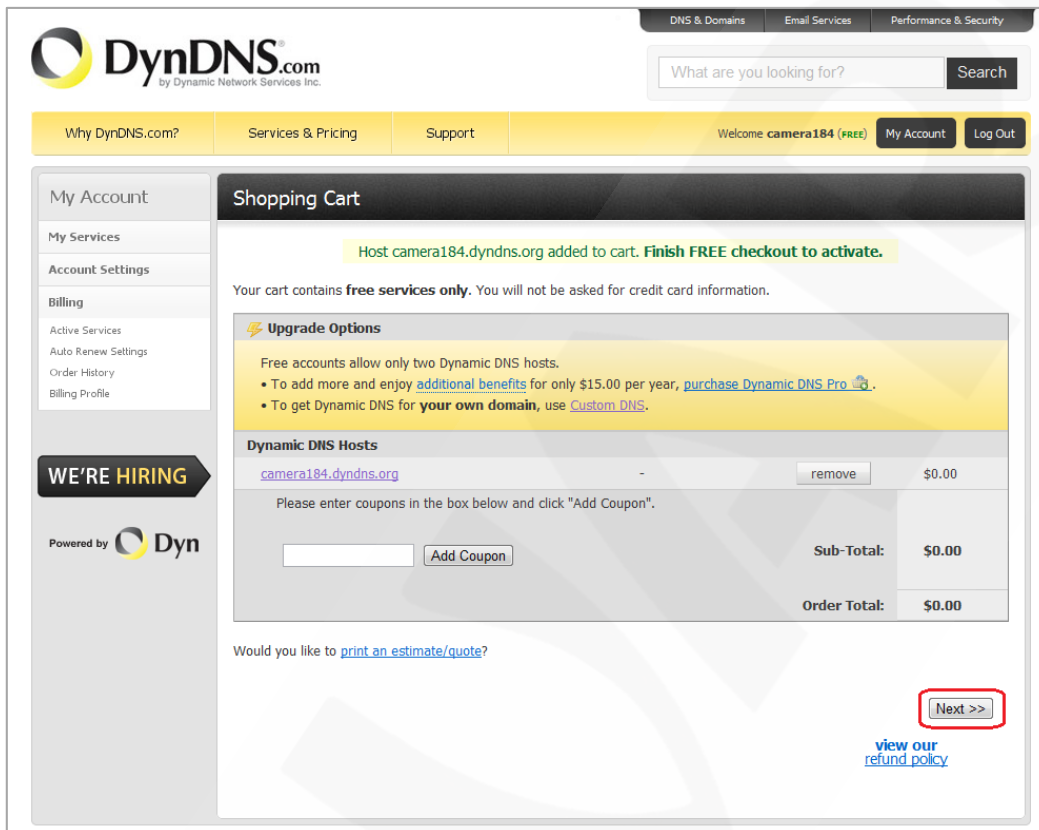 DNS & Domains Email Services Performance & Security
DynDNS.com
by Dynamic Network Services Inc.
What are you looking for? Search
Why DynDNS.com? Services & Pricing Support Welcome camera184 (FREE) My Account Log Out
My Account
My Services
Account Settings
Billing
Active Services
Auto Renew Settings
Order History
Billing Profile
WE'RE HIRING
Powered by Dyn
Shopping Cart
Host camera184.dyndns.org added to cart. Finish FREE checkout to activate.
Your cart contains free services only. You will not be asked for credit card information.
Upgrade Options
Free accounts allow only two Dynamic DNS hosts.
• To add more and enjoy additional benefits for only $15.00 per year, purchase Dynamic DNS Pro .
• To get Dynamic DNS for your own domain, use Custom DNS.
Dynamic DNS Hosts
camera184.dyndns.org - remove $0.00
Please enter coupons in the box below and click "Add Coupon".
Add Coupon Sub-Total: $0.00
Order Total: $0.00
Would you like to print an estimate/quote?
Next >>
view our
refund policy